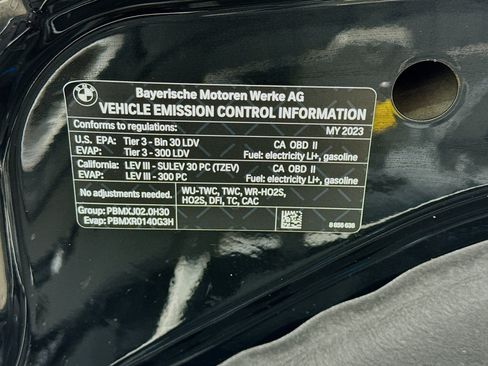 BMW
Bayerische Motoren Werke AG
VEHICLE EMISSION CONTROL INFORMATION
Conforms to regulations: MY 2023
U.S. EPA: Tier 3 - Bin 30 LDV CA OBD II
EVAP: Tier 3 - 300 LDV Fuel: electricity Li+, gasoline
California: LEV III - SULEV 30 PC (TZEV) CA OBD II
EVAP: LEV III - 300 PC Fuel: electricity Li+, gasoline
No adjustments needed. WU-TWC, TWC, WR-HO2S,
HO2S, DFI, TC, CAC
Group: PBMXJ02.0H30
Evap: PBMXR0140G3H